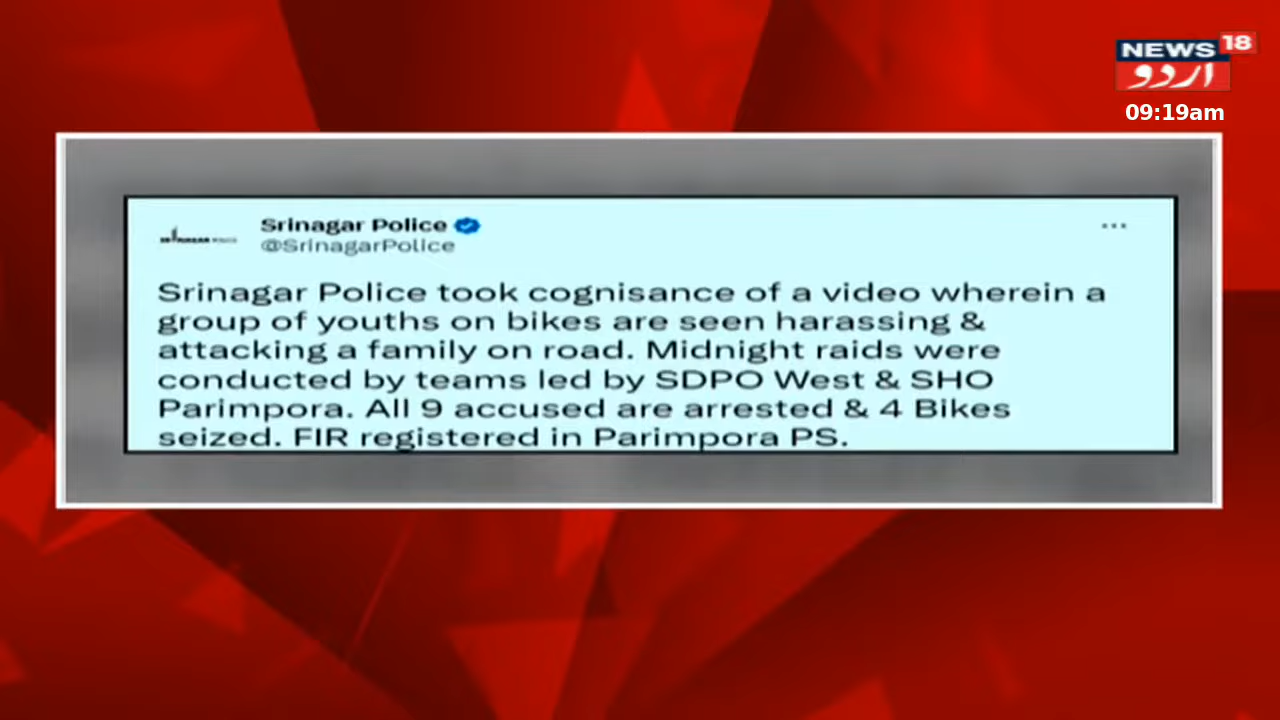 NEWS 18
اردو
09:19am
Srinagar Police
@SrinagarPolice
Srinagar Police took cognisance of a video wherein a
group of youths on bikes are seen harassing &
attacking a family on road. Midnight raids were
conducted by teams led by SDPO West & SHO
Parimpora. All 9 accused are arrested & 4 Bikes
seized. FIR registered in Parimpora PS.